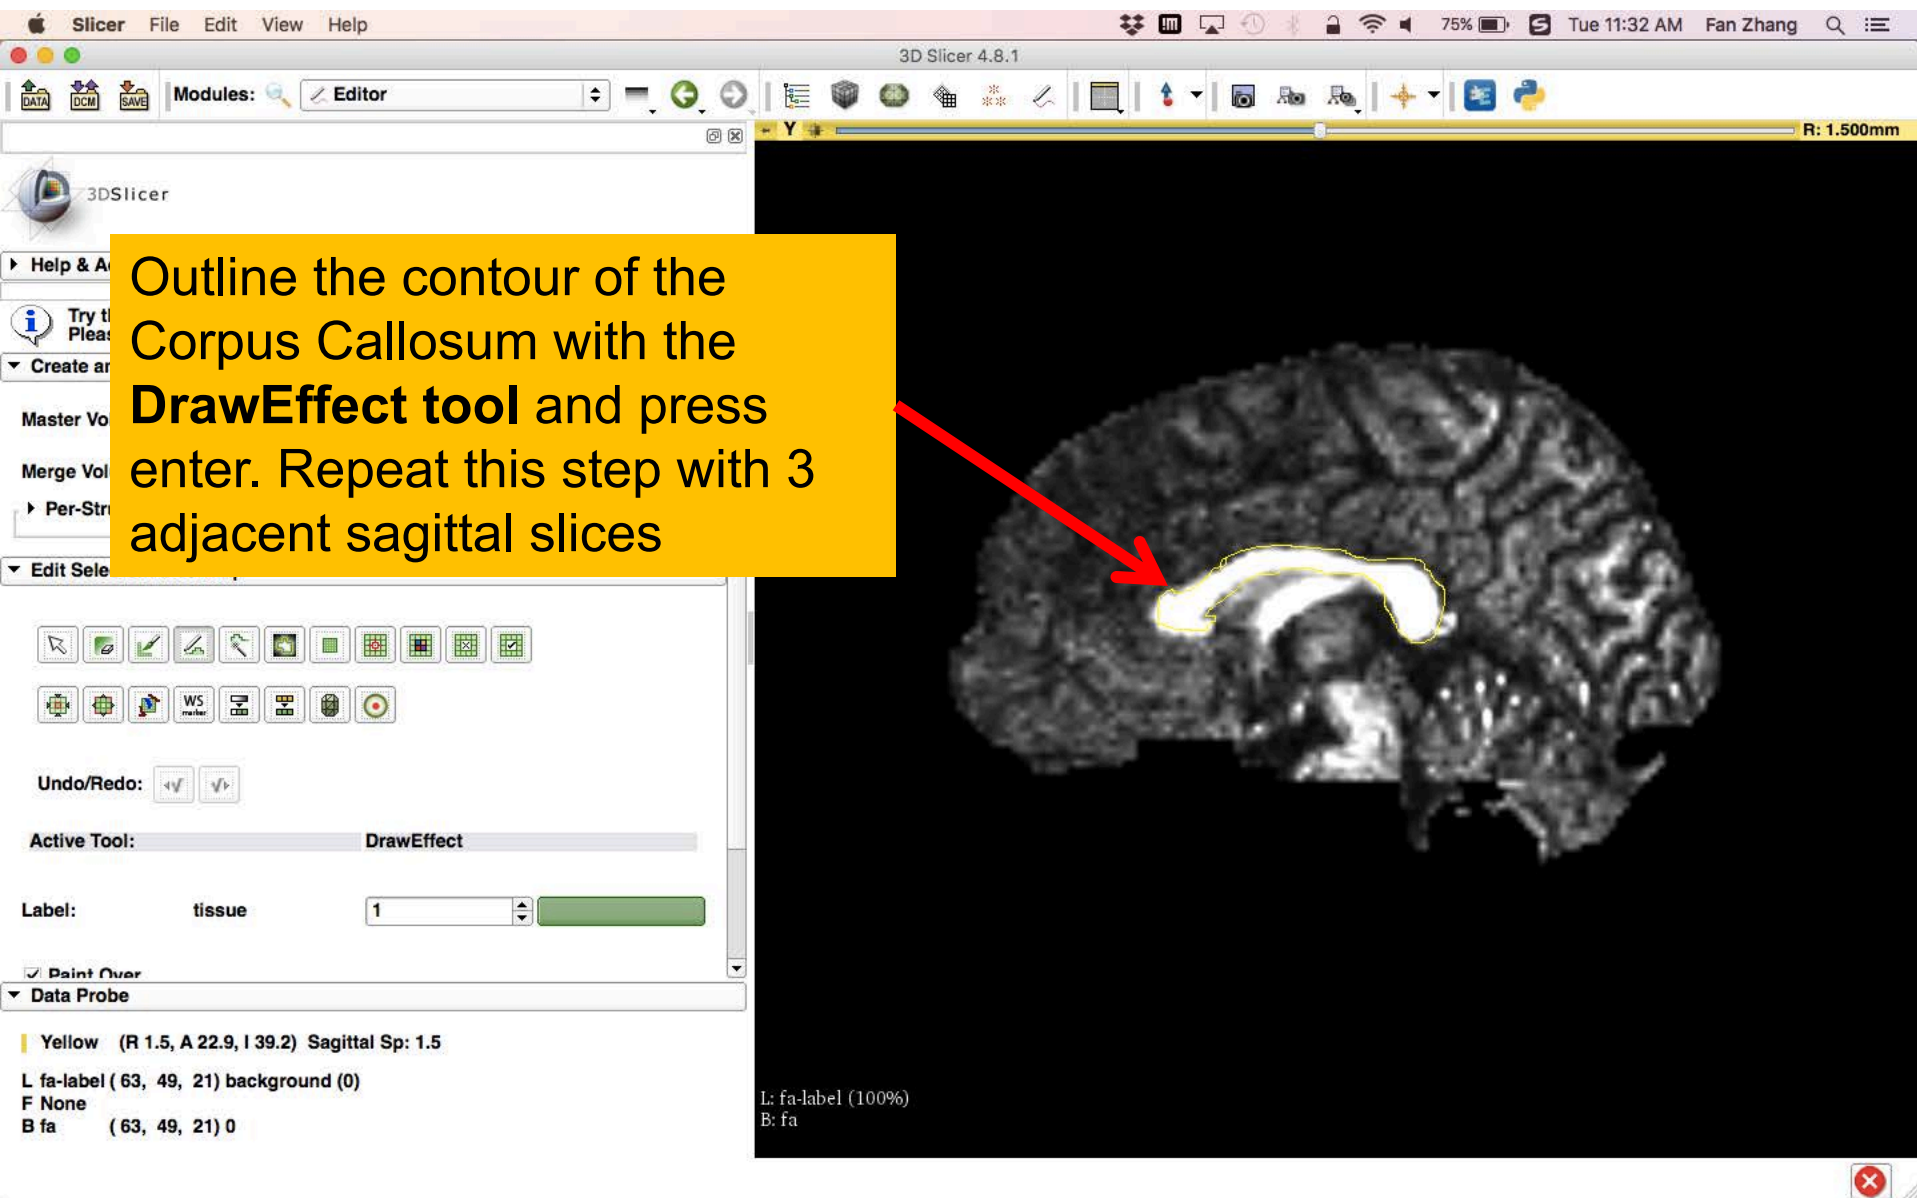 Slicer File Edit View Help 75% Tue 11:32 AM Fan Zhang
3D Slicer 4.8.1
DATA DCM SAVE Modules: Editor
Y R: 1.500mm
3DSlicer
Help & A
Outline the contour of the
Corpus Callosum with the
DrawEffect tool and press
enter. Repeat this step with 3
adjacent sagittal slices
Try t
Pleas
Create an
Master Vo
Merge Vol
Per-Stru
Edit Sele
WS
marker
Undo/Redo:
Active Tool: DrawEffect
Label: tissue 1
Paint Over
Data Probe
Yellow (R 1.5, A 22.9, I 39.2) Sagittal Sp: 1.5
L fa-label ( 63, 49, 21) background (0)
F None
B fa ( 63, 49, 21) 0
L: fa-label (100%)
B: fa